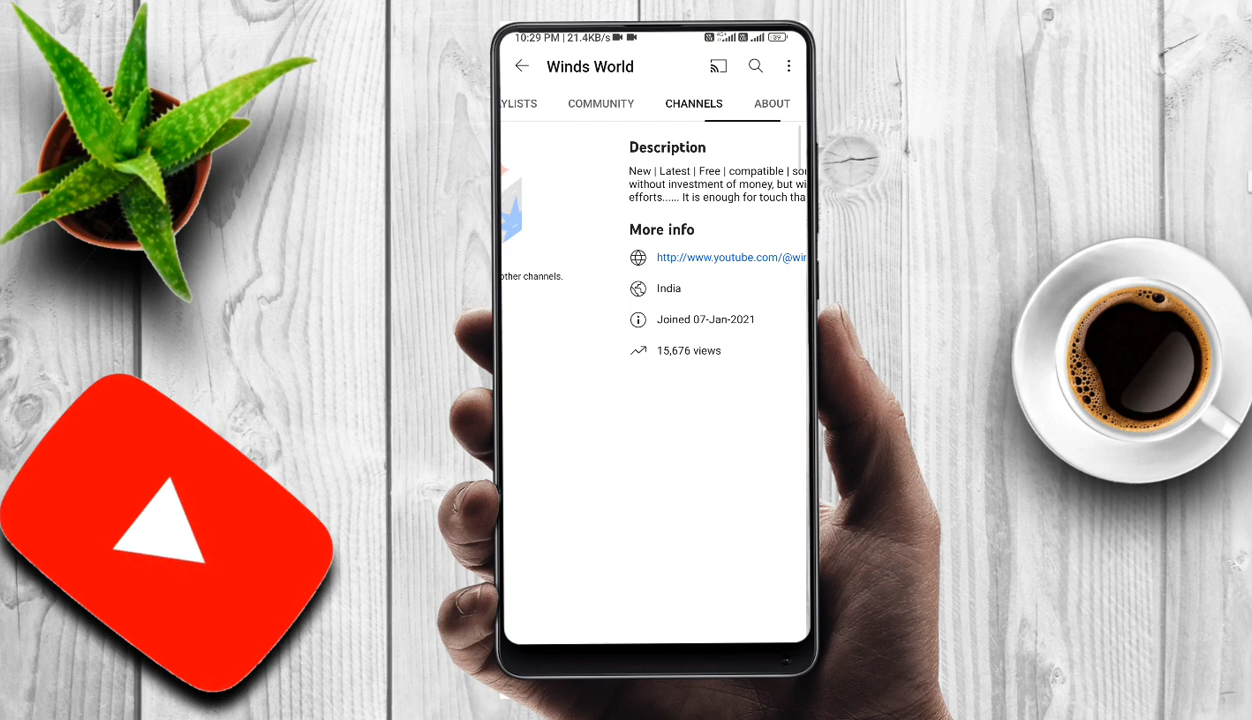 10:29 PM | 21.4KB/s
39
Winds World
YLISTS COMMUNITY CHANNELS ABOUT
Description
New | Latest | Free | compatible |
without investment of money, but
efforts...... It is enough for touch
More info
http://www.youtube.com/@
other channels.
India
Joined 07-Jan-2021
15,676 views